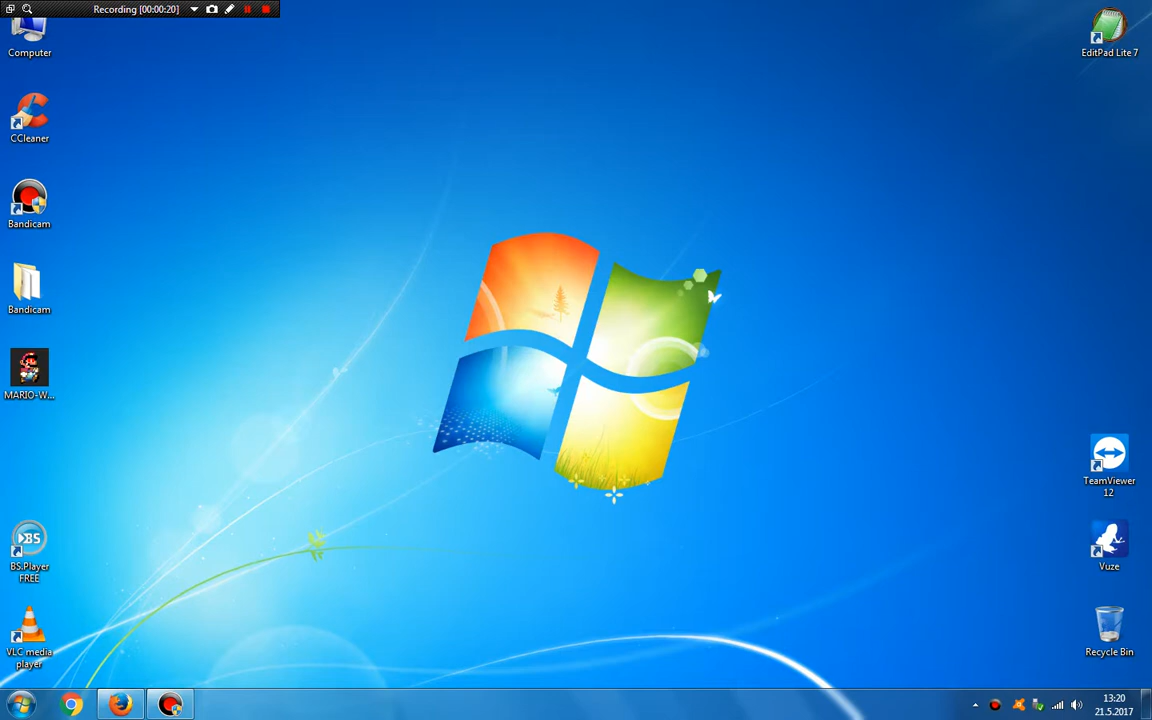 Recording [00:00:20]
Computer
EditPad Lite 7
CCleaner
Bandicam
Bandicam
MARIO-W...
BS
BS.Player
FREE
VLC media
player
TeamViewer
12
Vuze
Recycle Bin
13:20
21.5.2017